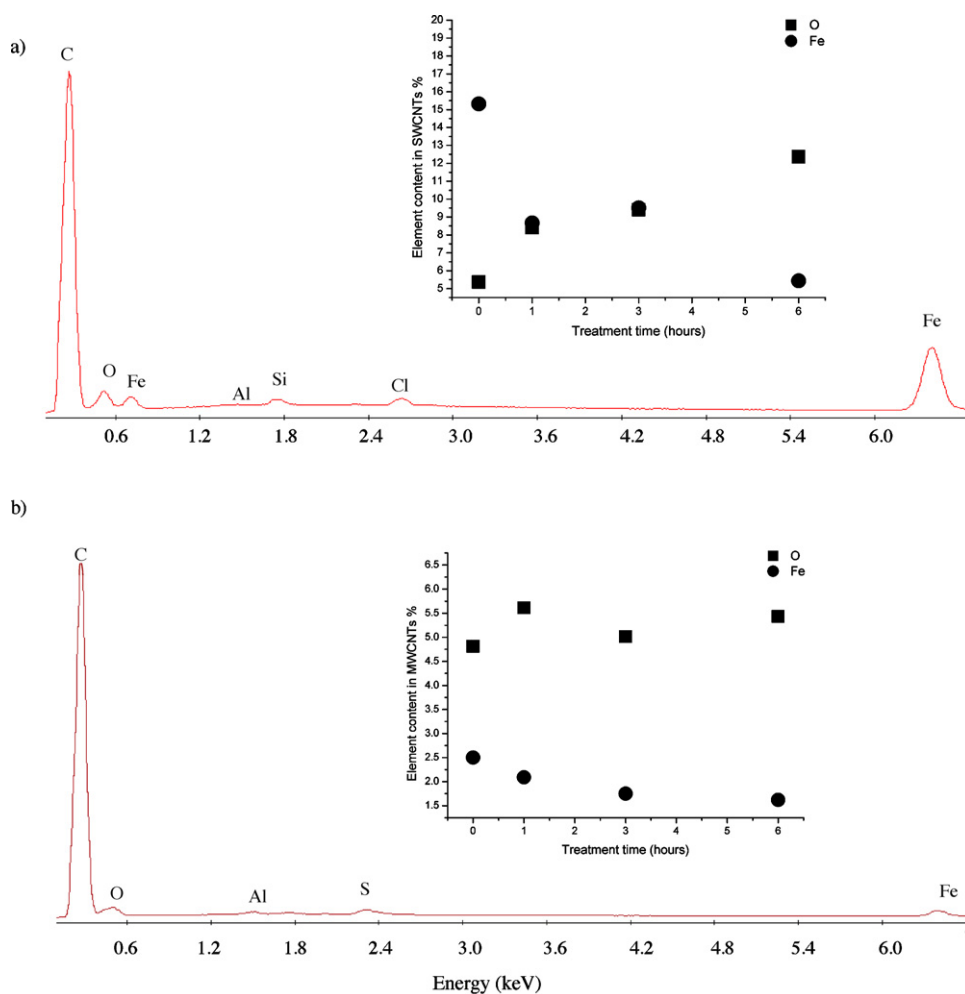 a)
C
O
Fe
Al
Si
Cl
Fe
0.6 1.2 1.8 2.4 3.0 3.6 4.2 4.8 5.4 6.0
O
Fe
Element content in SWCNTs %
20
19
18
17
16
15
13
12
11
10
9
8
7
6
5
0 1 2 3 4 5 6
Treatment time (hours)
b)
C
O
Al
S
Fe
0.6 1.2 1.8 2.4 3.0 3.6 4.2 4.8 5.4 6.0
Energy (keV)
O
Fe
Element content in MWCNTs %
6.5
6.0
5.5
5.0
4.5
4.0
3.5
3.0
2.5
2.0
1.5
0 1 2 3 4 5 6
Treatment time (hours)